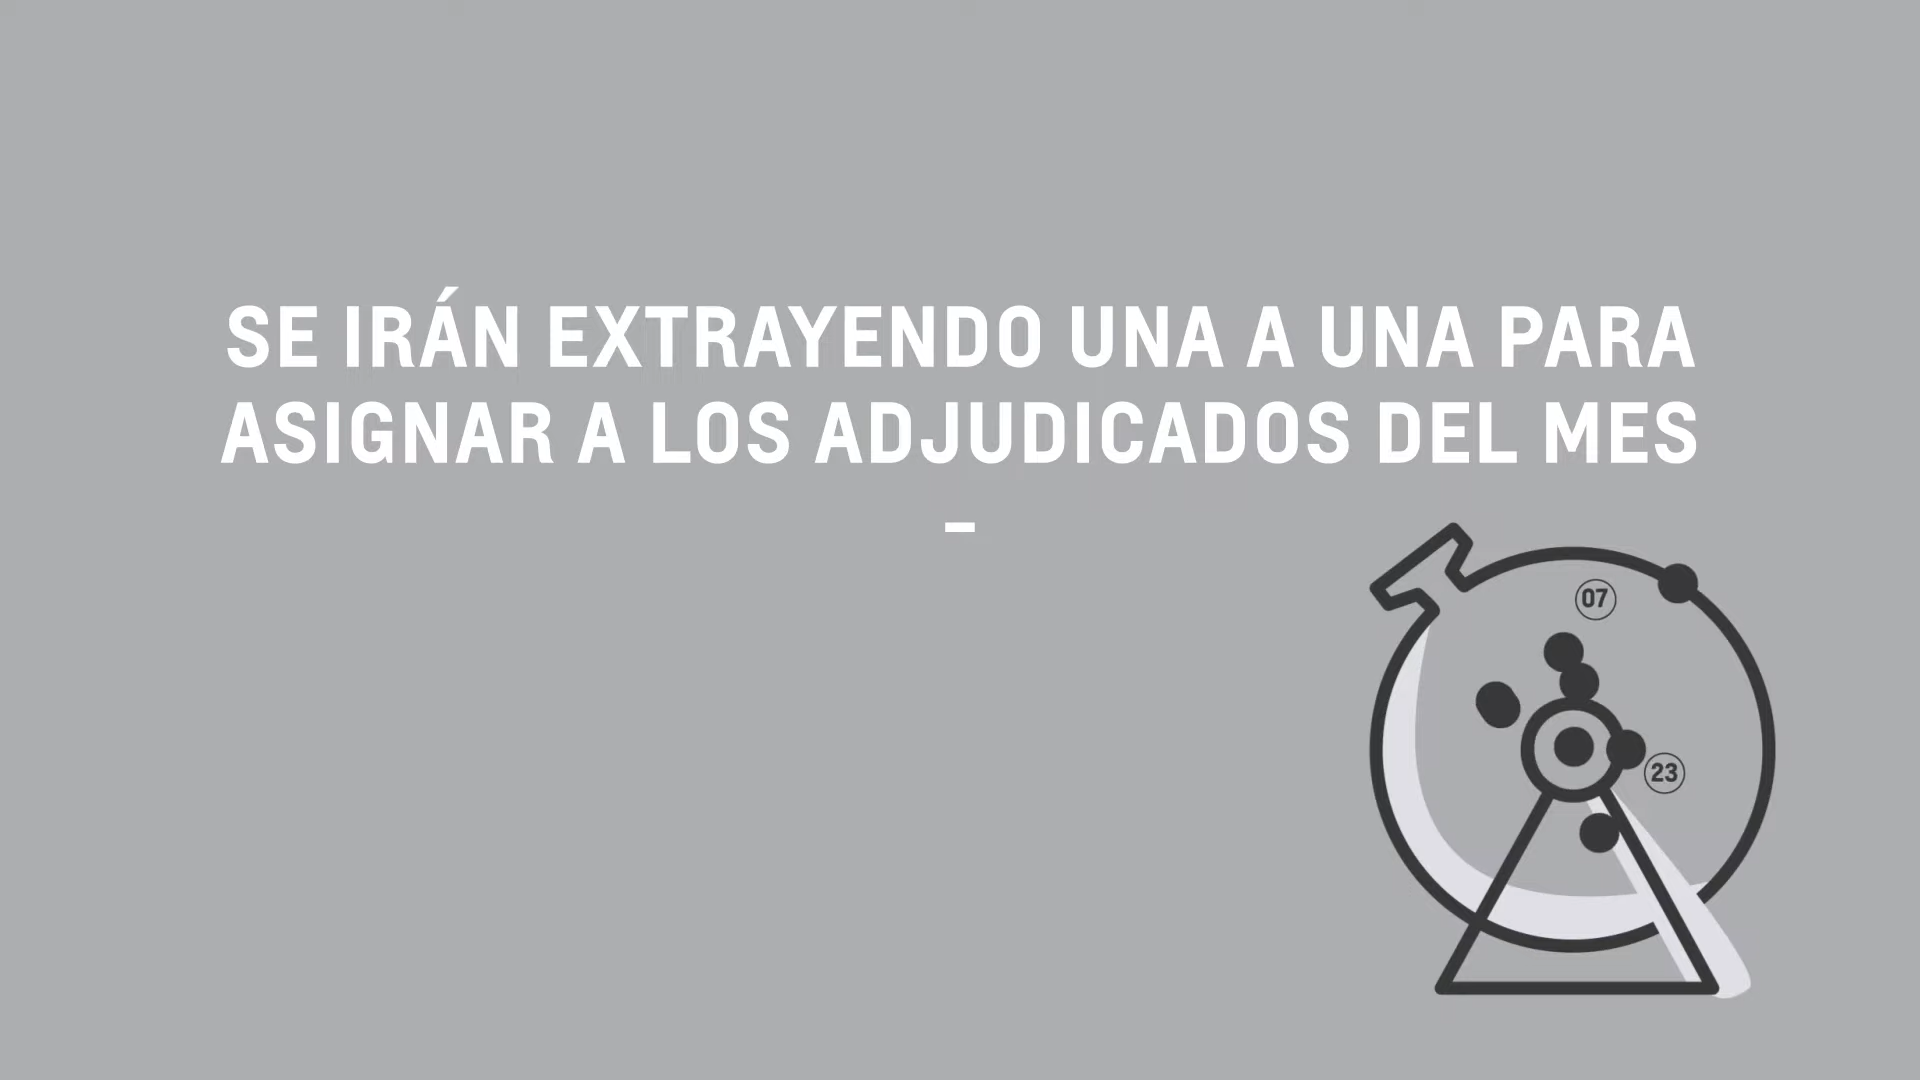 SE IRÁN EXTRAYENDO UNA A UNA PARA
ASIGNAR A LOS ADJUDICADOS DEL MES
–
07
23